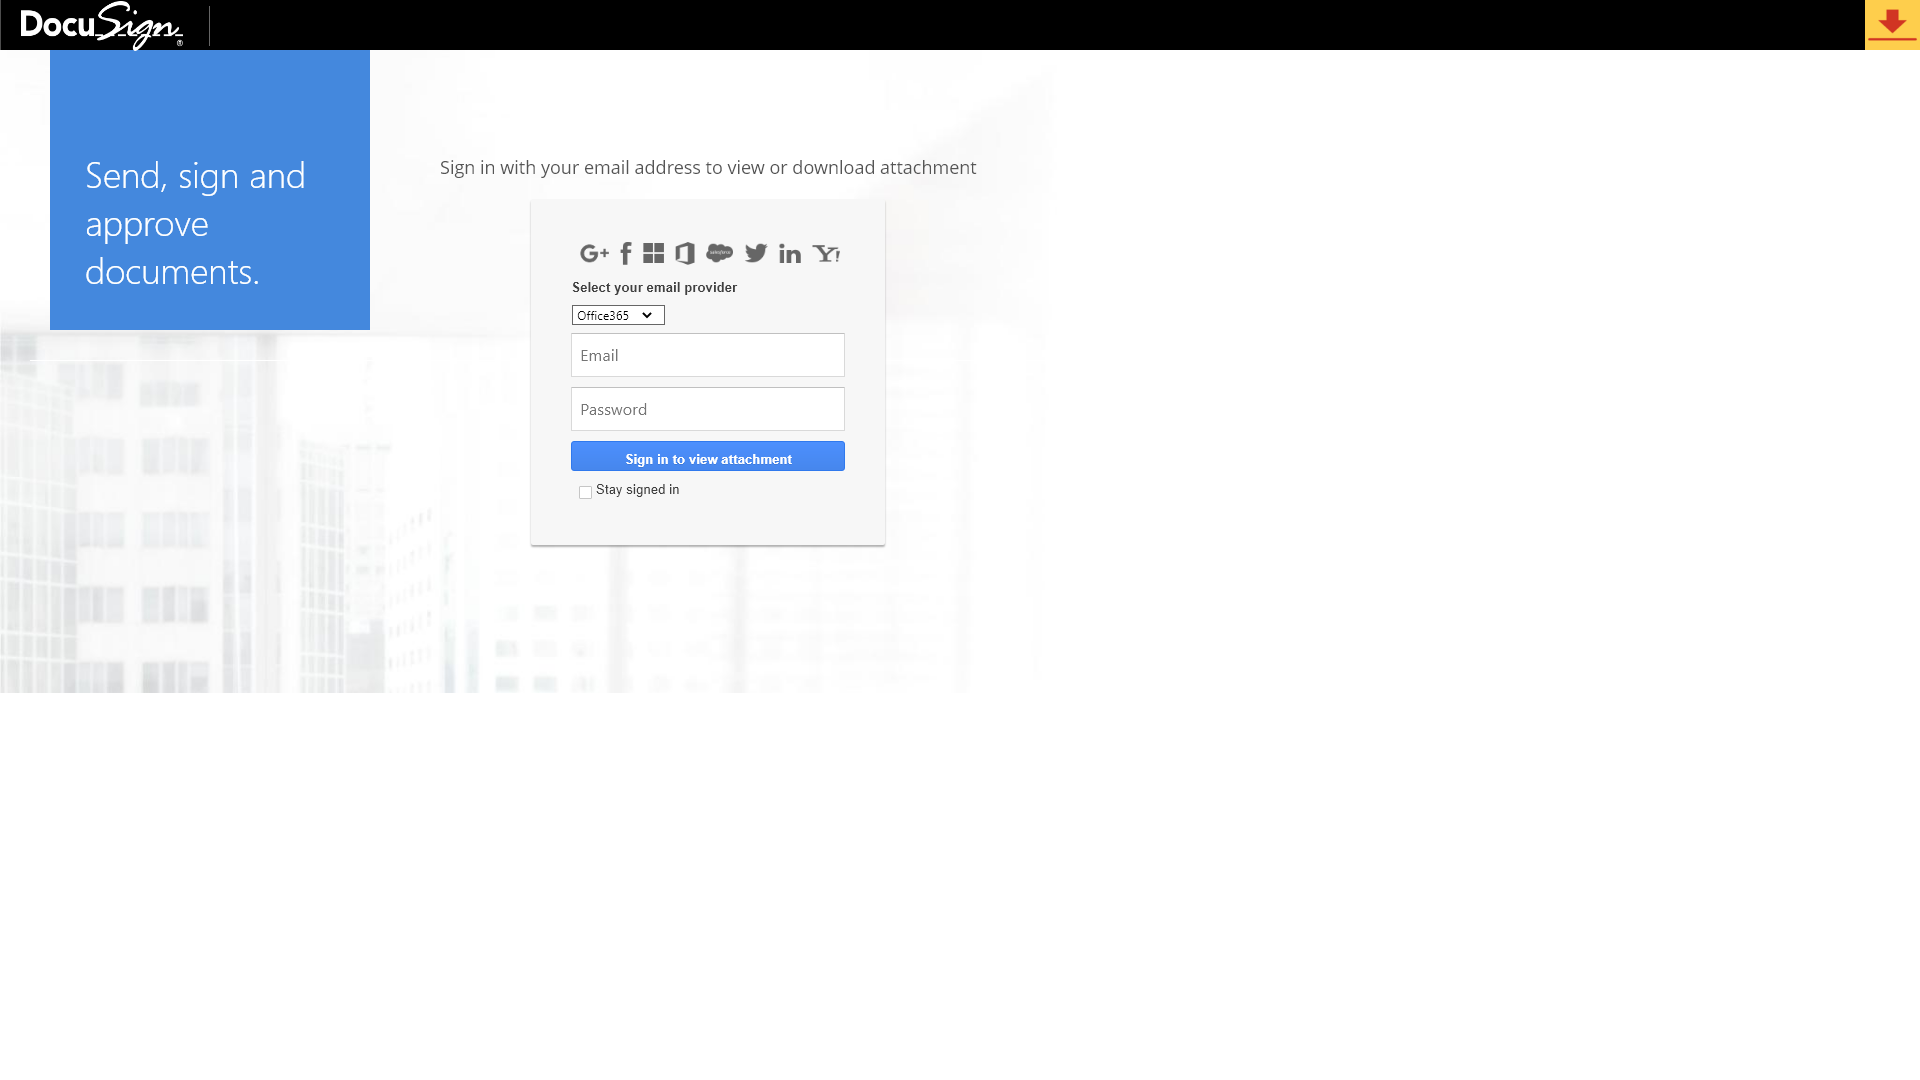 DocuSign®
Send, sign and
approve
documents.
Sign in with your email address to view or download attachment
G+ f salesforce in Y!
Select your email provider
Office365
Email
Password
Sign in to view attachment
Stay signed in